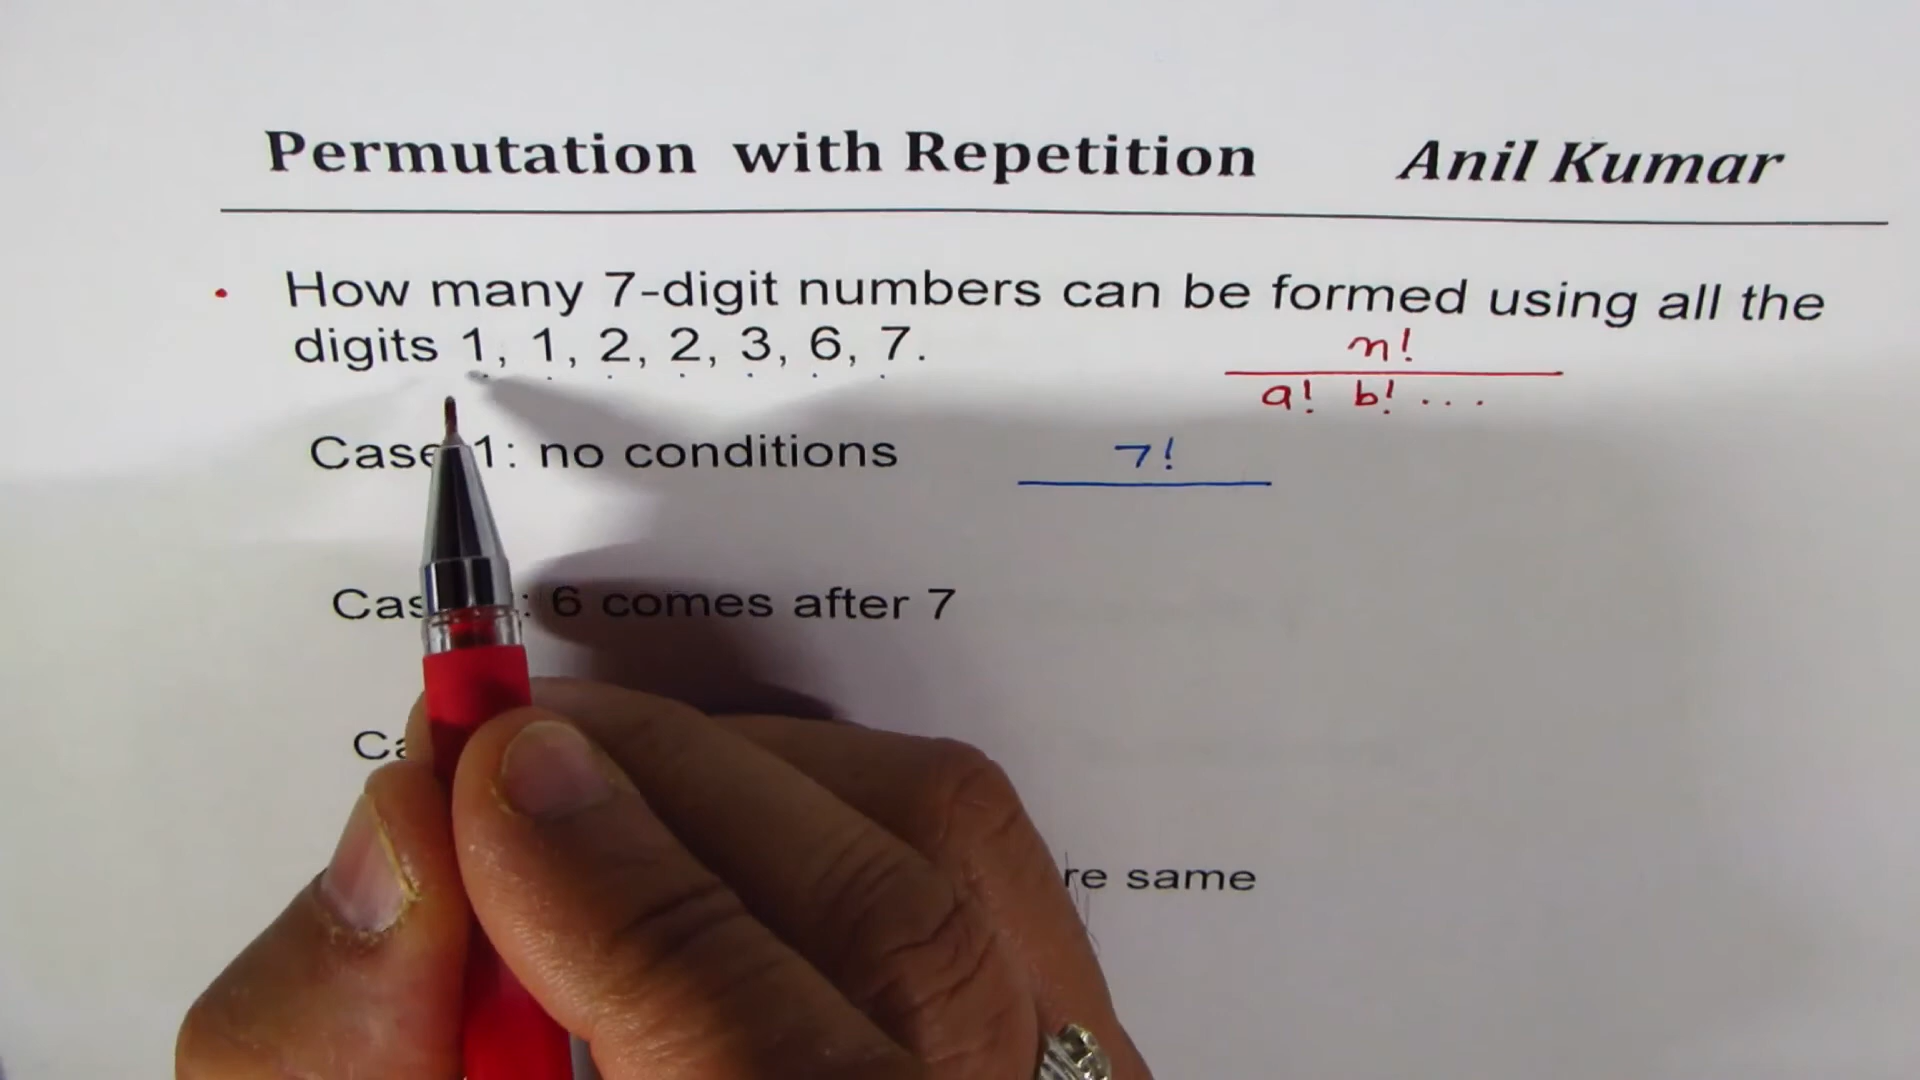 Permutation with Repetition Anil Kumar
• How many 7-digit numbers can be formed using all the
digits 1, 1, 2, 2, 3, 6, 7.
n!
a! b! ...
Case 1: no conditions 7!
: 6 comes after 7
same